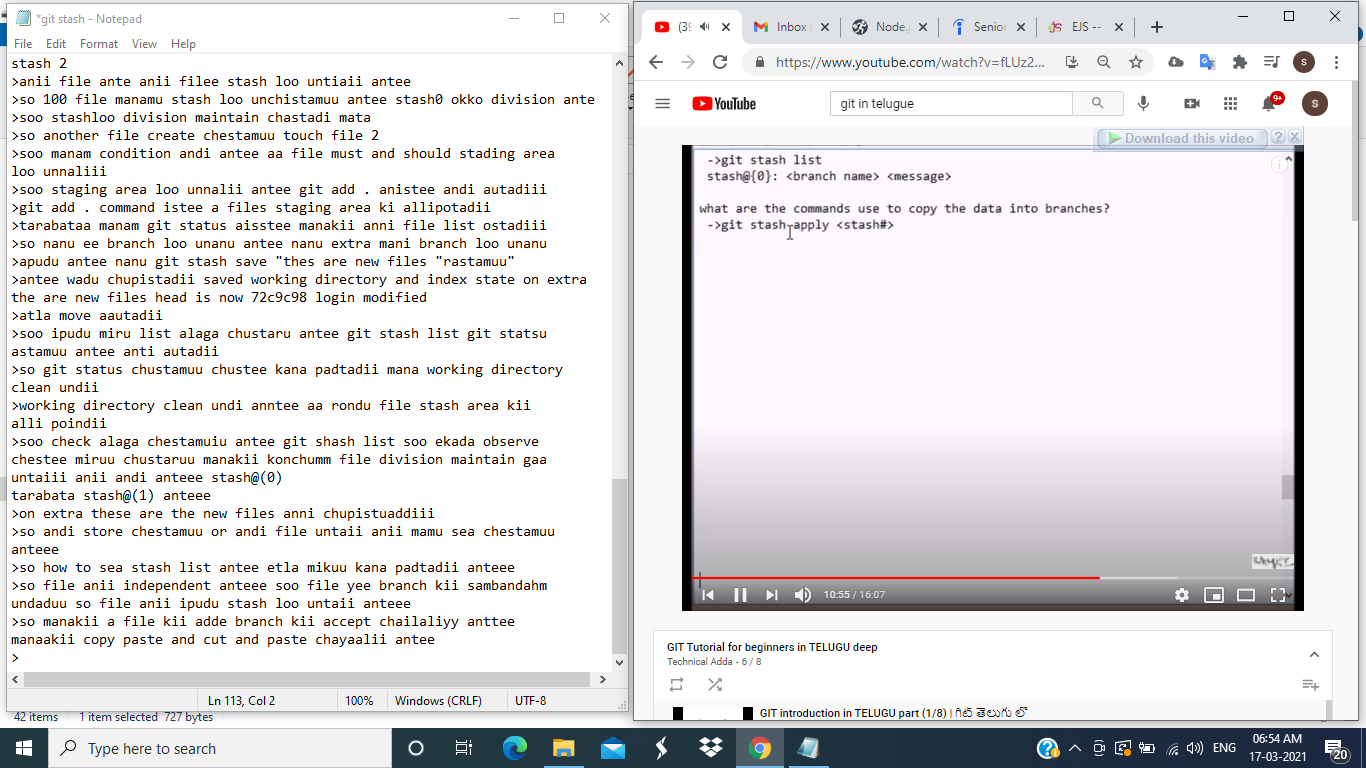 *git stash - Notepad
File Edit Format View Help
stash 2
>anii file ante anii filee stash loo untiaii antee
>so 100 file manamu stash loo unchistamuu antee stash0 okko division ante
>soo stashloo division maintain chastadi mata
>so another file create chestamuu touch file 2
>soo manam condition andi antee aa file must and should stading area
loo unnaliii
>soo staging area loo unnalii antee git add . anistee andi autadiii
>git add . command istee a files staging area ki allipotadii
>tarabataa manam git status aisstee manakii anni file list ostadiii
>so nanu ee branch loo unanu antee nanu extra mani branch loo unanu
>apudu antee nanu git stash save "thes are new files "rastamuu"
>antee wadu chupistadii saved working directory and index state on extra
the are new files head is now 72c9c98 login modified
>atla move aautadii
>soo ipudu miru list alaga chustaru antee git stash list git statsu
astamuu antee anti autadii
>so git status chustamuu chustee kana padtadii mana working directory
clean undii
>working directory clean undi anntee aa rondu file stash area kii
alli poindii
>soo check alaga chestamuiu antee git shash list soo ekada observe
chestee miruu chustaruu manakii konchumm file division maintain gaa
untaiii anii andi anteee stash@(0)
tarabata stash@(1) anteee
>on extra these are the new files anni chupistuaddiii
>so andi store chestamuu or andi file untaii anii mamu sea chestamuu
anteee
>so how to sea stash list antee etla mikuu kana padtadii anteee
>so file anii independent anteee soo file yee branch kii sambandahm
undaduu so file anii ipudu stash loo untaii anteee
>so manakii a file kii adde branch kii accept chailaliyy anttee
manaakii copy paste and cut and paste chayaalii antee
>
Ln 113, Col 2 100% Windows (CRLF) UTF-8
42 items 1 item selected 727 bytes
(39 Inbox Node. Senior EJS --
https://www.youtube.com/watch?v=fLUz2...
S
YouTube
git in telugue
9+
S
Download this video ? X
->git stash list
stash@{0}: <branch name> <message>
what are the commands use to copy the data into branches?
->git stash apply <stash#>
10:55 / 16:07
GIT Tutorial for beginners in TELUGU deep
Technical Adda - 6 / 8
GIT introduction in TELUGU part (1/8) | గిట్ తెలుగు లో
Type here to search
ENG
06:54 AM
17-03-2021
20